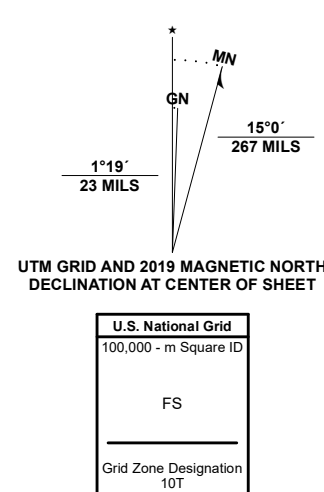 ★
MN
GN
15°0´
267 MILS
1°19´
23 MILS
UTM GRID AND 2019 MAGNETIC NORTH
DECLINATION AT CENTER OF SHEET
U.S. National Grid
100,000 - m Square ID
FS
Grid Zone Designation
10T